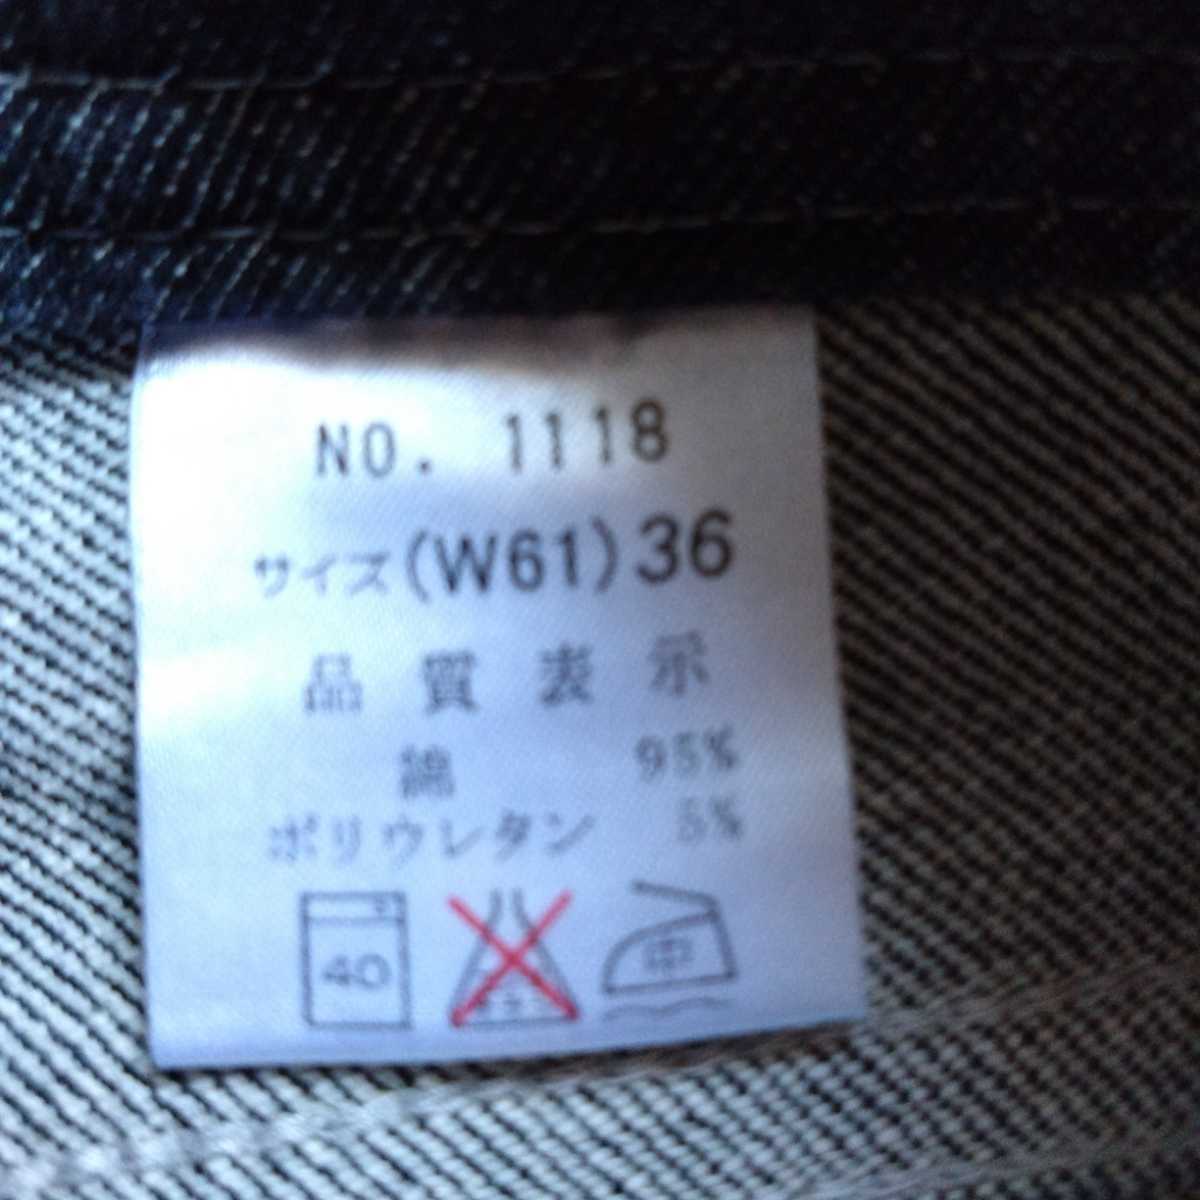 NO. 1118
サイズ(W61)36
品質表示
綿 95%
ポリウレタン 5%
40 中